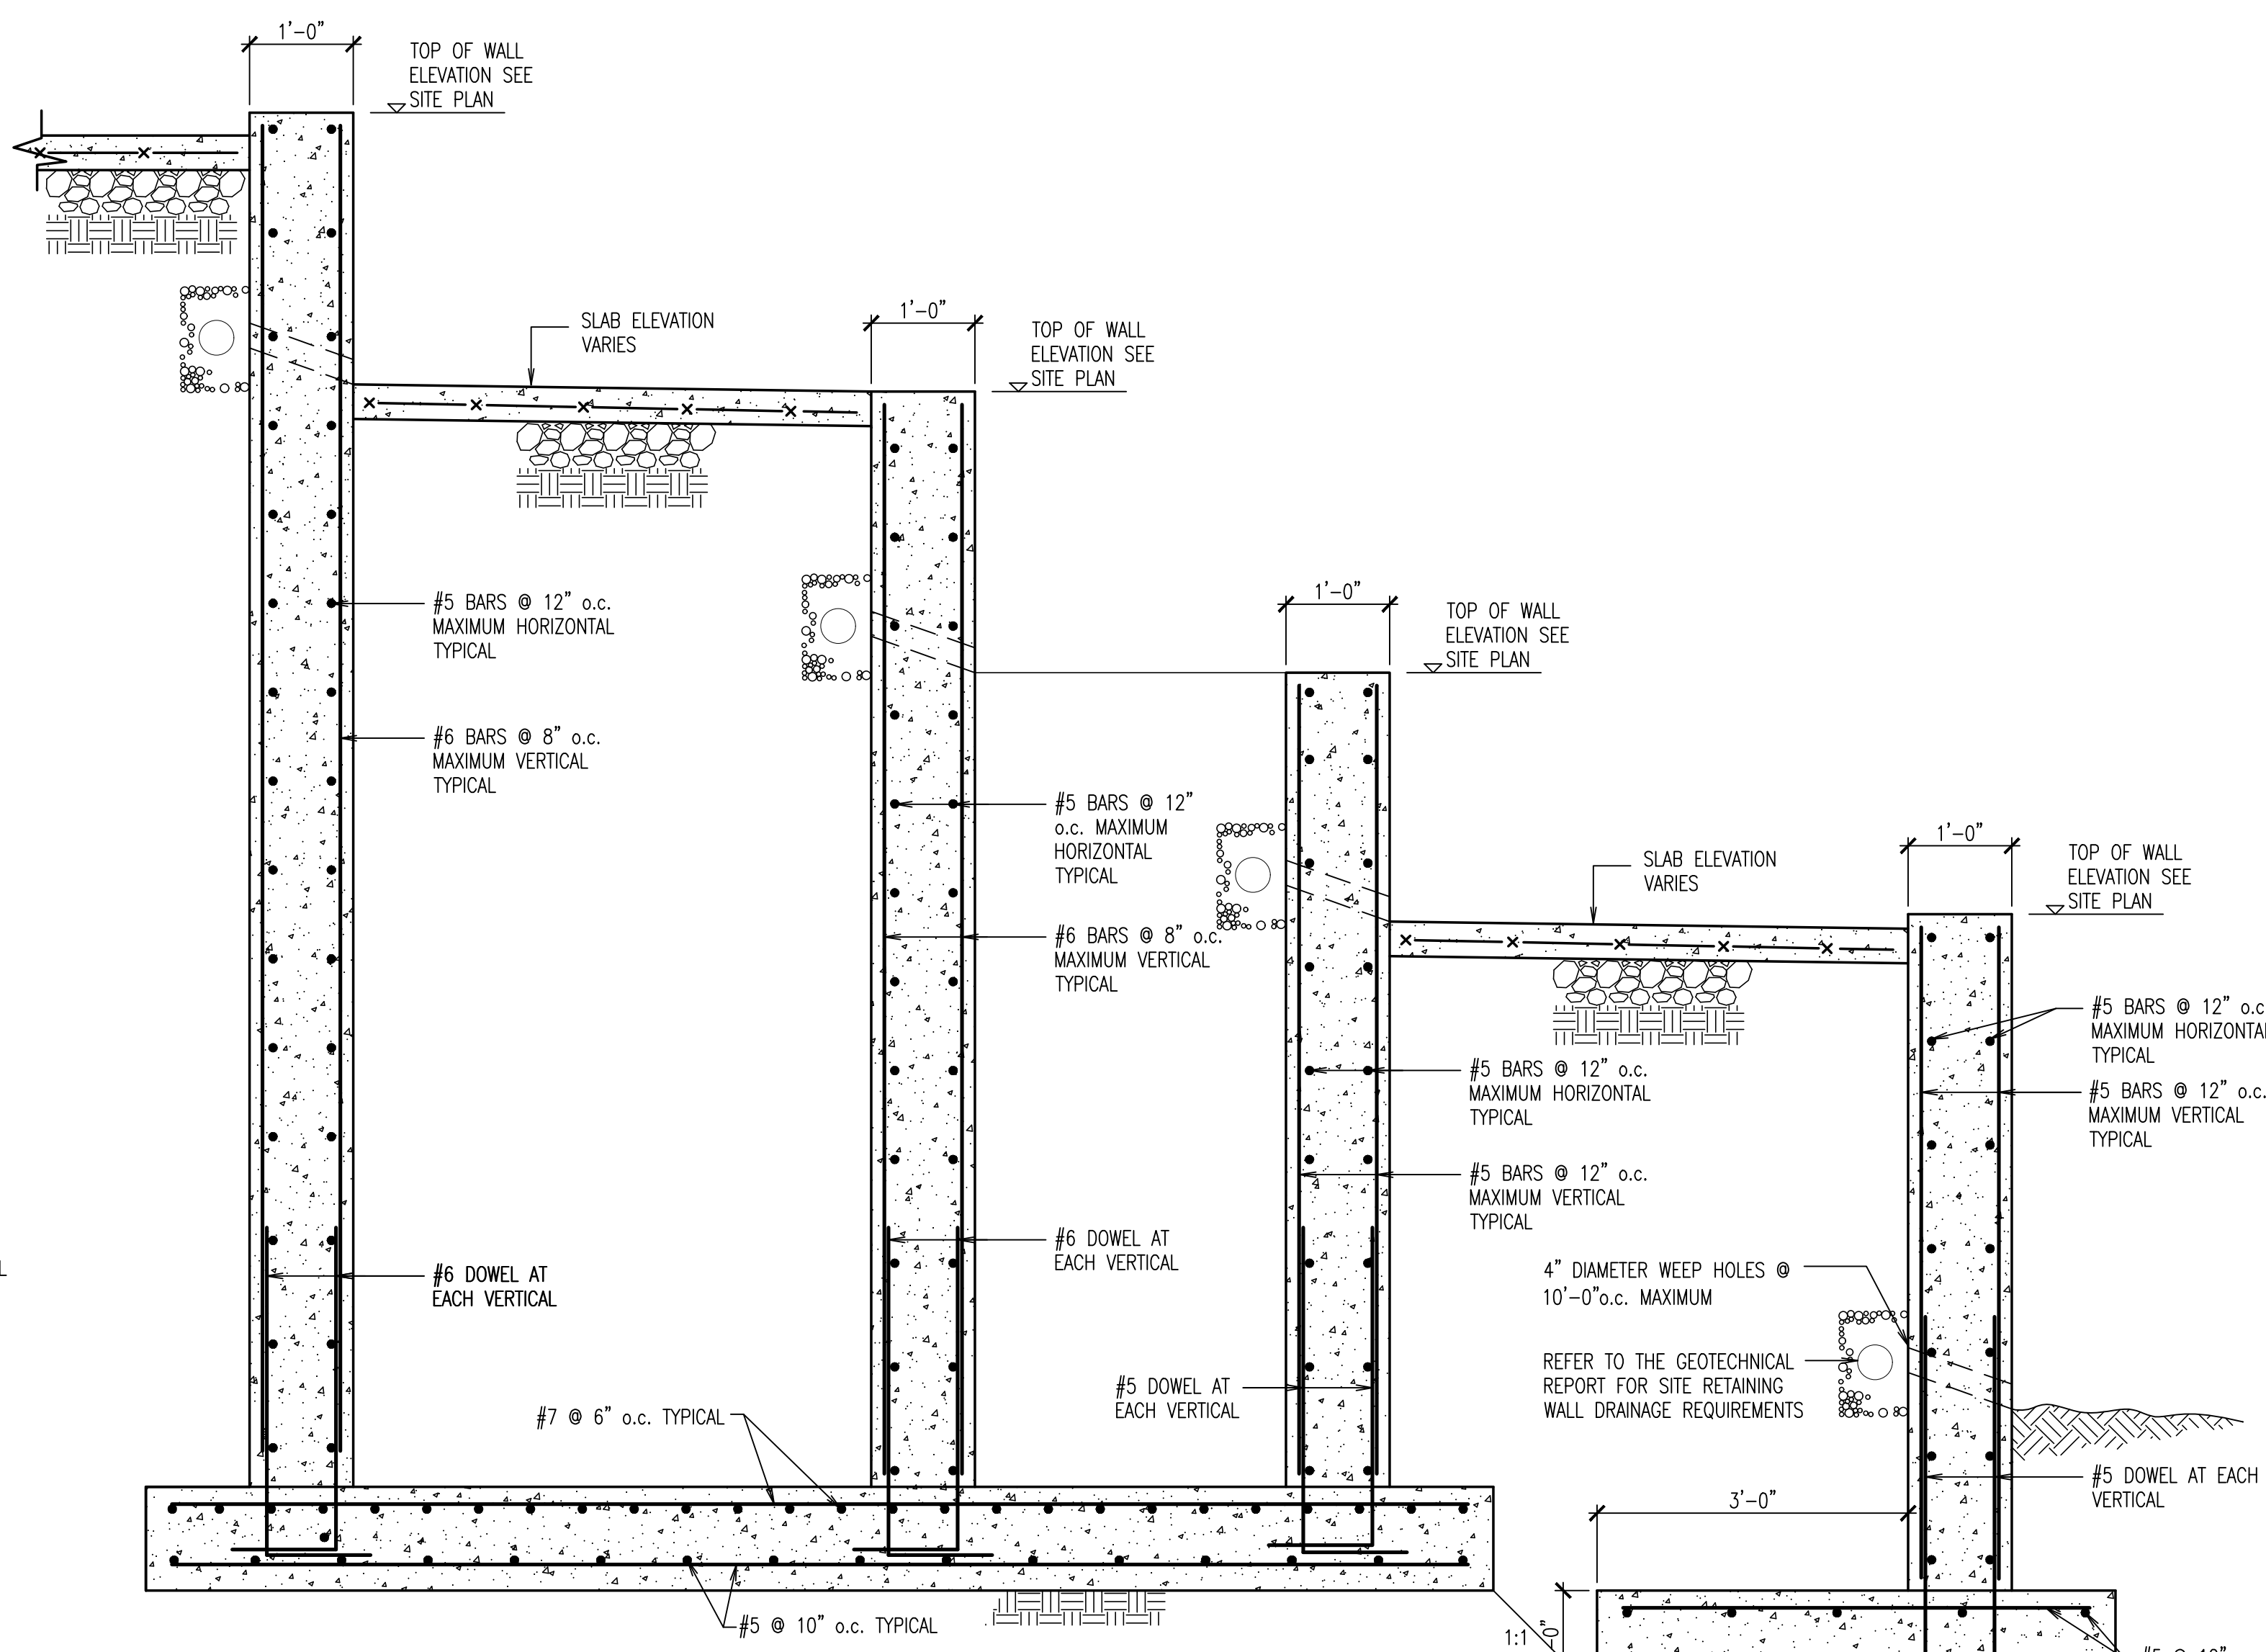 1'-0"
TOP OF WALL
ELEVATION SEE
SITE PLAN
1'-0"
TOP OF WALL
ELEVATION SEE
SITE PLAN
SLAB ELEVATION
VARIES
1'-0"
TOP OF WALL
ELEVATION SEE
SITE PLAN
#5 BARS @ 12" o.c.
MAXIMUM HORIZONTAL
TYPICAL
#6 BARS @ 8" o.c.
MAXIMUM VERTICAL
TYPICAL
#5 BARS @ 12"
o.c. MAXIMUM
HORIZONTAL
TYPICAL
#6 BARS @ 8" o.c.
MAXIMUM VERTICAL
TYPICAL
SLAB ELEVATION
VARIES
1'-0"
TOP OF WALL
ELEVATION SEE
SITE PLAN
#5 BARS @ 12" o.c
MAXIMUM HORIZONTAL
TYPICAL
#5 BARS @ 12" o.c.
MAXIMUM VERTICAL
TYPICAL
#5 BARS @ 12" o.c.
MAXIMUM HORIZONTAL
TYPICAL
#5 BARS @ 12" o.c.
MAXIMUM VERTICAL
TYPICAL
#6 DOWEL AT
EACH VERTICAL
#6 DOWEL AT
EACH VERTICAL
4" DIAMETER WEEP HOLES @
10'-0"o.c. MAXIMUM
REFER TO THE GEOTECHNICAL
REPORT FOR SITE RETAINING
WALL DRAINAGE REQUIREMENTS
#5 DOWEL AT
EACH VERTICAL
#7 @ 6" o.c. TYPICAL
#5 DOWEL AT EACH
VERTICAL
3'-0"
#5 @ 10" o.c. TYPICAL
1:1